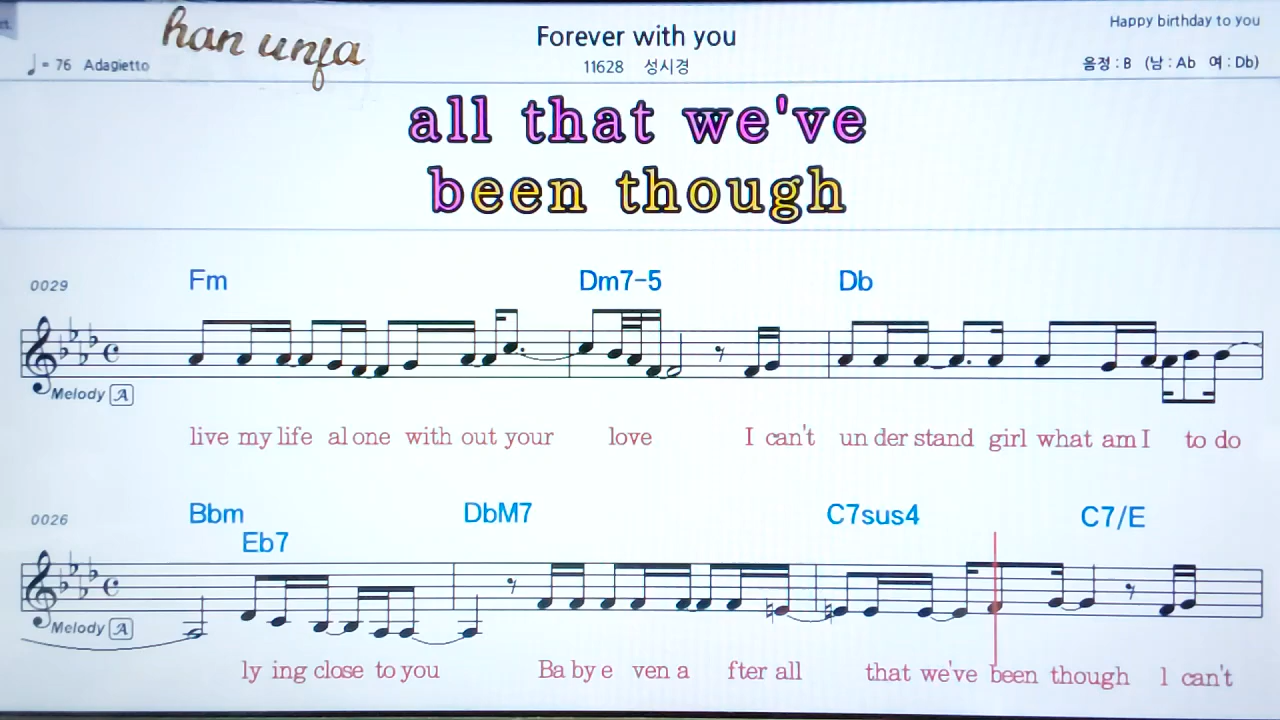 han unfa
Forever with you
Happy birthday to you
♩= 76 Adagietto
11628 성시경
음정 : B (남 : Ab 여 : Db)
all that we've
been though
0029 Fm Dm7-5 Db
Melody A
live my life al one with out your love I can't un der stand girl what am I to do
0026 Bbm DbM7 C7sus4 C7/E
Eb7
Melody A
ly ing close to you Ba by e ven a fter all that we've been though l can't